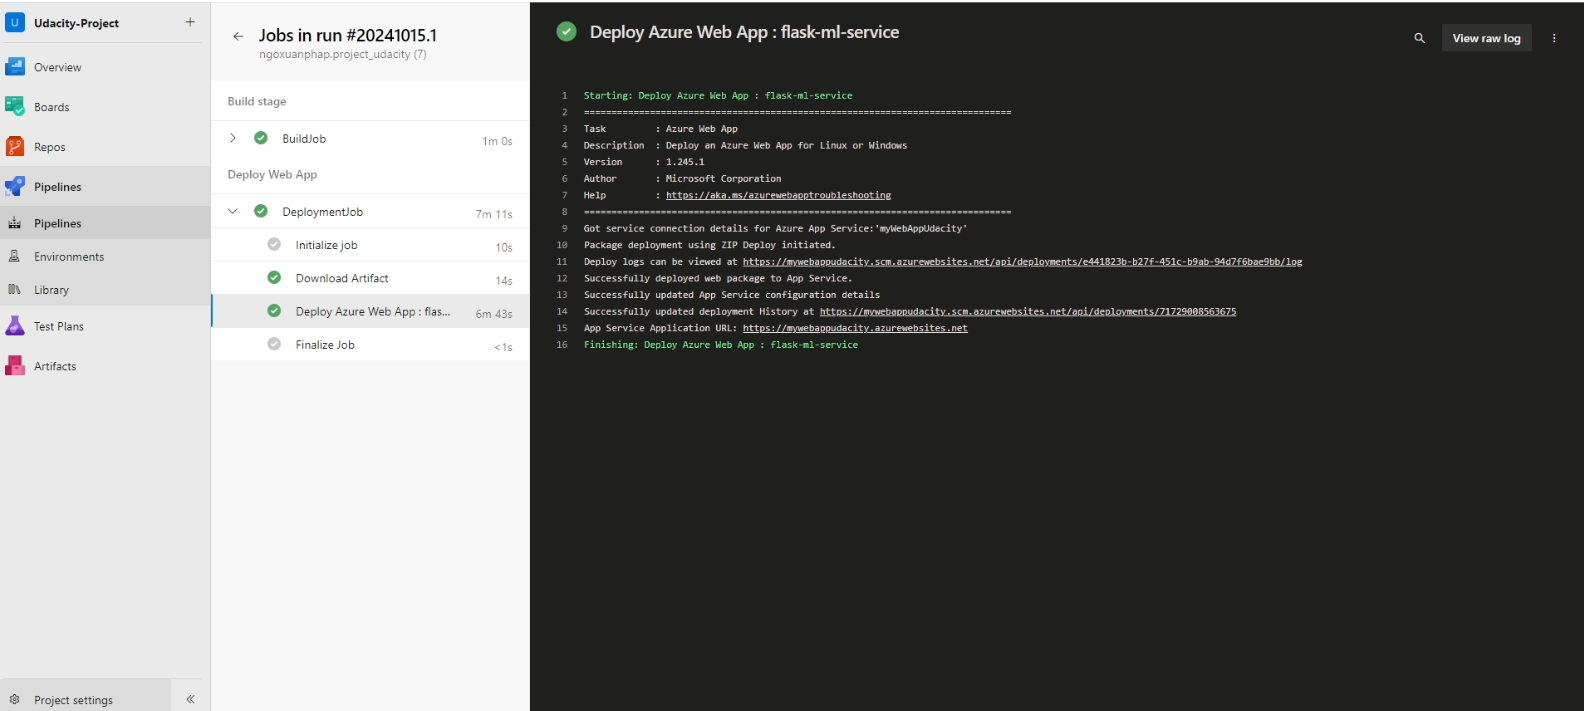 U Udacity-Project +
Overview
Boards
Repos
Pipelines
Pipelines
Environments
Library
Test Plans
Artifacts
Project settings
Jobs in run #20241015.1
ngoxuanphap.project_udacity (7)
Build stage
BuildJob 1m 0s
Deploy Web App
DeploymentJob 7m 11s
Initialize job 10s
Download Artifact 14s
Deploy Azure Web App : flas... 6m 43s
Finalize Job <1s
Deploy Azure Web App : flask-ml-service
View raw log
1 Starting: Deploy Azure Web App : flask-ml-service
2 ==============================================================================
3 Task         : Azure Web App
4 Description  : Deploy an Azure Web App for Linux or Windows
5 Version      : 1.245.1
6 Author       : Microsoft Corporation
7 Help         : https://aka.ms/azurewebapptroubleshooting
8 ==============================================================================
9 Got service connection details for Azure App Service:'myWebAppUdacity'
10 Package deployment using ZIP Deploy initiated.
11 Deploy logs can be viewed at https://mywebappudacity.scm.azurewebsites.net/api/deployments/e441823b-b27f-451c-b9ab-94d7f6bae9bb/log
12 Successfully deployed web package to App Service.
13 Successfully updated App Service configuration details
14 Successfully updated deployment History at https://mywebappudacity.scm.azurewebsites.net/api/deployments/71729008563675
15 App Service Application URL: https://mywebappudacity.azurewebsites.net
16 Finishing: Deploy Azure Web App : flask-ml-service